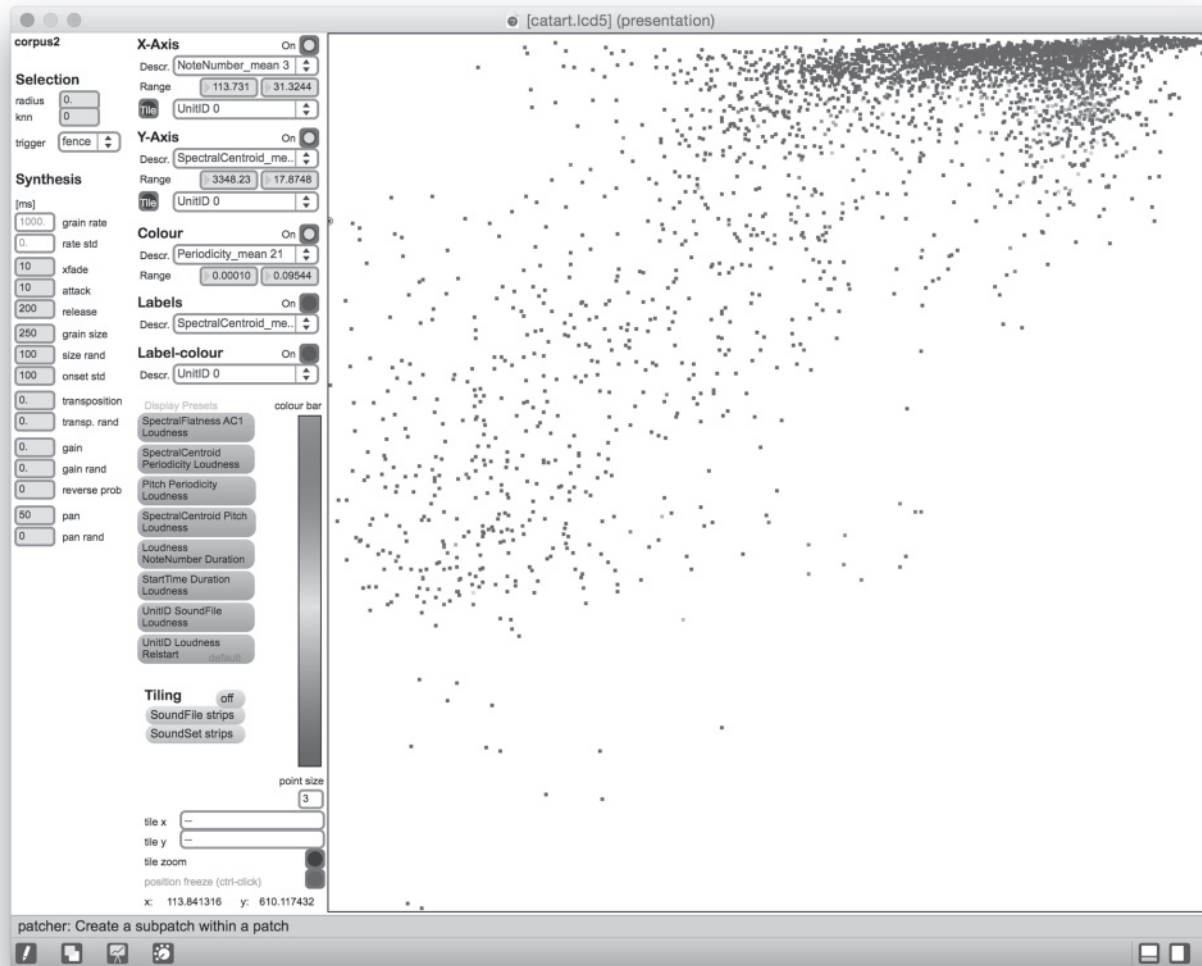 [catart.lcd5] (presentation)
corpus2
Selection
radius 0.
knn 0
trigger fence
Synthesis
[ms]
1000. grain rate
0. rate std
10 xfade
10 attack
200 release
250 grain size
100 size rand
100 onset std
0. transposition
0. transp. rand
0. gain
0. gain rand
0 reverse prob
50 pan
0 pan rand
X-Axis On
Descr. NoteNumber_mean 3
Range 113.731 31.3244
Tile UnitID 0
Y-Axis On
Descr. SpectralCentroid_me..
Range 3348.23 17.8748
Tile UnitID 0
Colour On
Descr. Periodicity_mean 21
Range 0.00010 0.09544
Labels On
Descr. SpectralCentroid_me..
Label-colour On
Descr. UnitID 0
Display Presets colour bar
SpectralFlatness AC1
Loudness
SpectralCentroid
Periodicity Loudness
Pitch Periodicity
Loudness
SpectralCentroid Pitch
Loudness
Loudness
NoteNumber Duration
StartTime Duration
Loudness
UnitID SoundFile
Loudness
UnitID Loudness
Relstart default
Tiling off
SoundFile strips
SoundSet strips
point size
3
tile x --
tile y --
tile zoom
position freeze (ctrl-click)
x: 113.841316 y: 610.117432
patcher: Create a subpatch within a patch